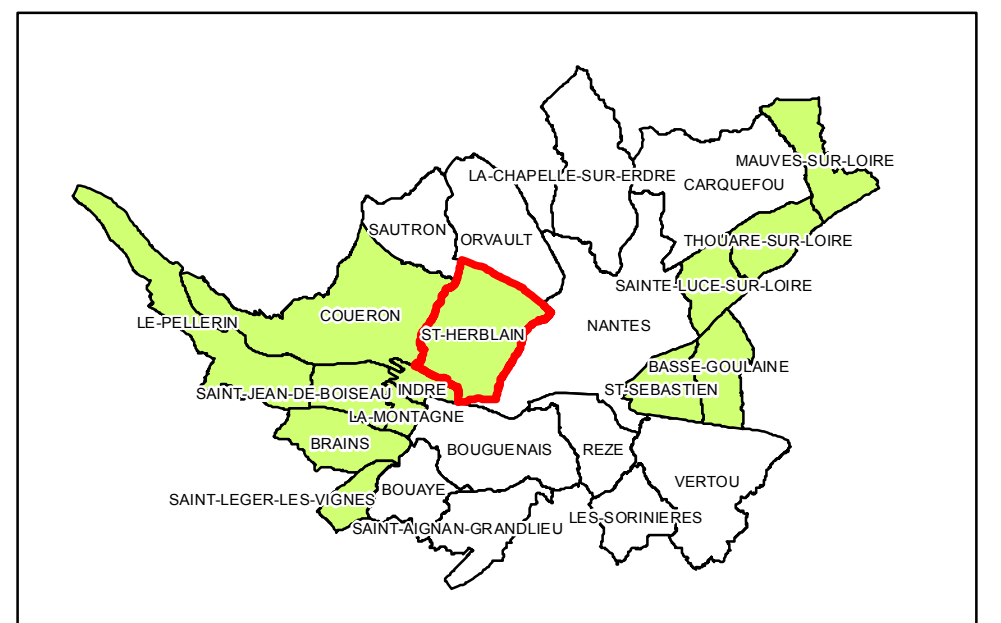 MAUVES-SUR-LOIRE
LA-CHAPELLE-SUR-ERDRE
CARQUEFOU
SAUTRON
ORVAULT
THOUARE-SUR-LOIRE
SAINTE-LUCE-SUR-LOIRE
COUERON
LE-PELLERIN
NANTES
ST-HERBLAIN
BASSE-GOULAINE
ST-SEBASTIEN
SAINT-JEAN-DE-BOISEAU
INDRE
LA-MONTAGNE
BRAINS
BOUGUENAIS
REZE
VERTOU
BOUAYE
SAINT-LEGER-LES-VIGNES
LES-SORINIERES
SAINT-AIGNAN-GRANDLIEU